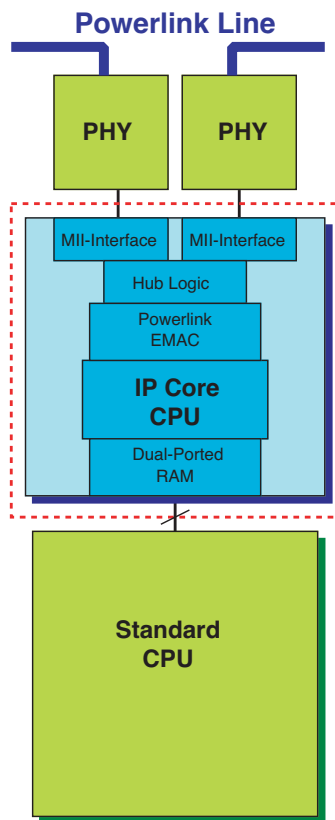 Powerlink Line
PHY
PHY
MII-Interface
MII-Interface
Hub Logic
Powerlink
EMAC
IP Core
CPU
Dual-Ported
RAM
Standard
CPU